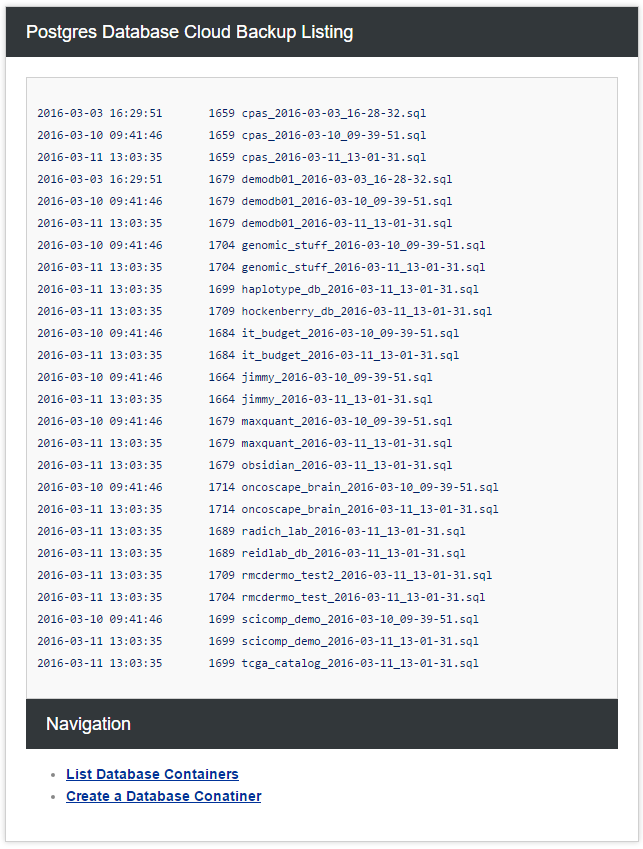 Postgres Database Cloud Backup Listing
2016-03-03 16:29:51 1659 cpas_2016-03-03_16-28-32.sql
2016-03-10 09:41:46 1659 cpas_2016-03-10_09-39-51.sql
2016-03-11 13:03:35 1659 cpas_2016-03-11_13-01-31.sql
2016-03-03 16:29:51 1679 demodb01_2016-03-03_16-28-32.sql
2016-03-10 09:41:46 1679 demodb01_2016-03-10_09-39-51.sql
2016-03-11 13:03:35 1679 demodb01_2016-03-11_13-01-31.sql
2016-03-10 09:41:46 1704 genomic_stuff_2016-03-10_09-39-51.sql
2016-03-11 13:03:35 1704 genomic_stuff_2016-03-11_13-01-31.sql
2016-03-11 13:03:35 1699 haplotype_db_2016-03-11_13-01-31.sql
2016-03-11 13:03:35 1709 hockenberry_db_2016-03-11_13-01-31.sql
2016-03-10 09:41:46 1684 it_budget_2016-03-10_09-39-51.sql
2016-03-11 13:03:35 1684 it_budget_2016-03-11_13-01-31.sql
2016-03-10 09:41:46 1664 jimmy_2016-03-10_09-39-51.sql
2016-03-11 13:03:35 1664 jimmy_2016-03-11_13-01-31.sql
2016-03-10 09:41:46 1679 maxquant_2016-03-10_09-39-51.sql
2016-03-11 13:03:35 1679 maxquant_2016-03-11_13-01-31.sql
2016-03-11 13:03:35 1679 obsidian_2016-03-11_13-01-31.sql
2016-03-10 09:41:46 1714 oncoscape_brain_2016-03-10_09-39-51.sql
2016-03-11 13:03:35 1714 oncoscape_brain_2016-03-11_13-01-31.sql
2016-03-11 13:03:35 1689 radich_lab_2016-03-11_13-01-31.sql
2016-03-11 13:03:35 1689 reidlab_db_2016-03-11_13-01-31.sql
2016-03-11 13:03:35 1709 rmcdermo_test2_2016-03-11_13-01-31.sql
2016-03-11 13:03:35 1704 rmcdermo_test_2016-03-11_13-01-31.sql
2016-03-10 09:41:46 1699 scicomp_demo_2016-03-10_09-39-51.sql
2016-03-11 13:03:35 1699 scicomp_demo_2016-03-11_13-01-31.sql
2016-03-11 13:03:35 1699 tcga_catalog_2016-03-11_13-01-31.sql
Navigation
List Database Containers
Create a Database Conatiner